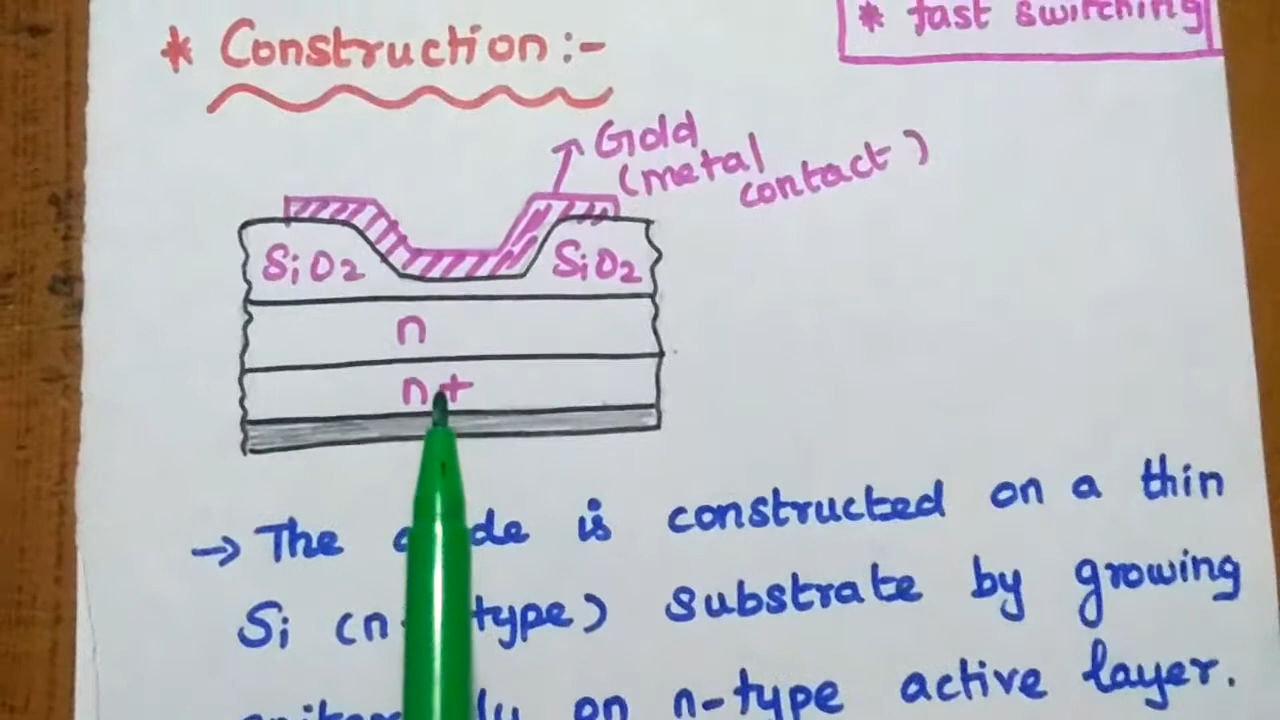 * fast switching
* Construction :-
Gold
(metal
contact)
SiO2 SiO2
n
n+
→ The is constructed on a thin
Si (n type) substrate by growing
on n-type active layer.